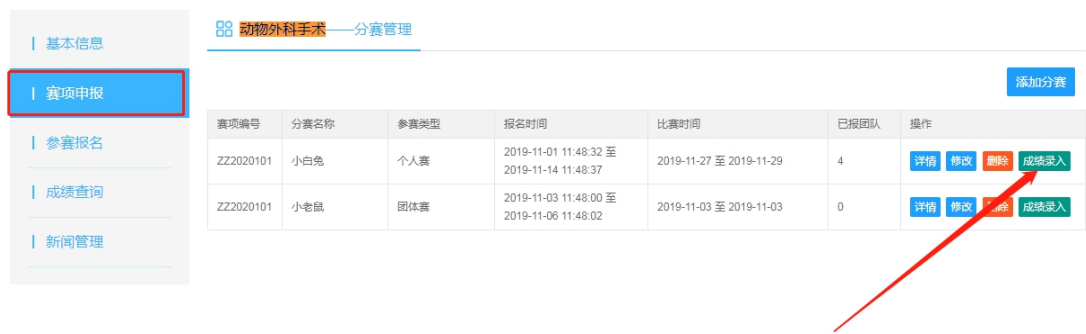 基本信息
赛项申报
参赛报名
成绩查询
新闻管理
动物外科手术——分赛管理
添加分赛
赛项编号 分赛名称 参赛类型 报名时间 比赛时间 已报团队 操作
ZZ2020101 小白兔 个人赛 2019-11-01 11:48:32 至 2019-11-27 至 2019-11-29 4 详情 修改 删除 成绩录入
2019-11-14 11:48:37
ZZ2020101 小老鼠 团体赛 2019-11-03 11:48:00 至 2019-11-03 至 2019-11-03 0 详情 修改 删除 成绩录入
2019-11-06 11:48:02